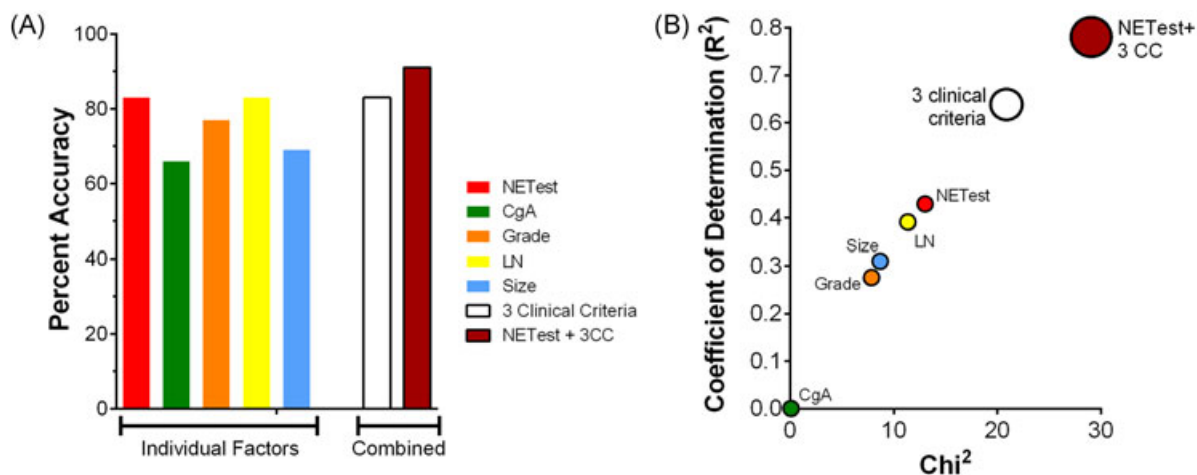 (A)
Percent Accuracy
100
80
60
40
20
0
Individual Factors
Combined
NETest
CgA
Grade
LN
Size
3 Clinical Criteria
NETest + 3CC
(B)
Coefficient of Determination (R²)
0.8
0.7
0.6
0.5
0.4
0.3
0.2
0.1
0.0
0
10
20
30
Chi²
NETest+
3 CC
3 clinical
criteria
NETest
LN
Size
Grade
CgA